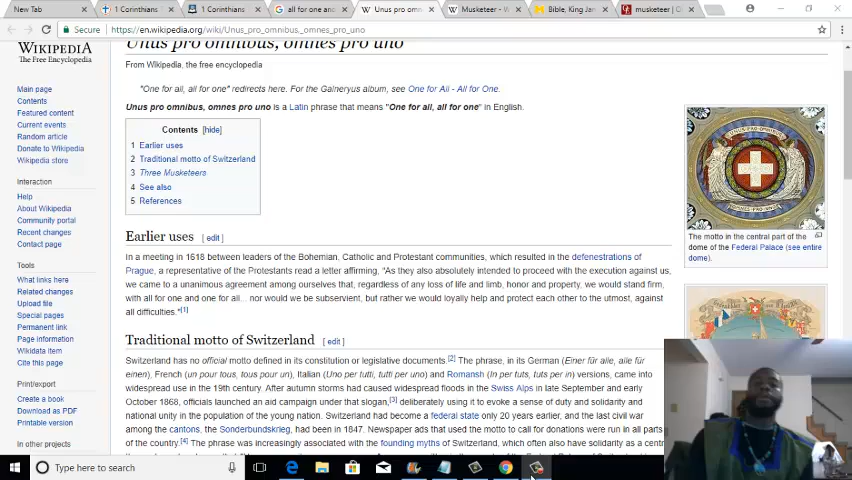 New Tab
1 Corinthians
1 Corinthians
all for one and
Unus pro omn
Musketeer - W
Bible, King Jan
musketeer | D
Secure | https://en.wikipedia.org/wiki/Unus_pro_omnibus,_omnes_pro_uno
WIKIPEDIA
The Free Encyclopedia
Main page
Contents
Featured content
Current events
Random article
Donate to Wikipedia
Wikipedia store
Interaction
Help
About Wikipedia
Community portal
Recent changes
Contact page
Tools
What links here
Related changes
Upload file
Special pages
Permanent link
Page information
Wikidata item
Cite this page
Print/export
Create a book
Download as PDF
Printable version
In other projects
Unus pro omnibus, omnes pro uno
From Wikipedia, the free encyclopedia
"One for all, all for one" redirects here. For the Galneryus album, see One for All - All for One.
Unus pro omnibus, omnes pro uno is a Latin phrase that means "One for all, all for one" in English.
Contents [hide]
1 Earlier uses
2 Traditional motto of Switzerland
3 Three Musketeers
4 See also
5 References
Earlier uses [ edit ]
In a meeting in 1618 between leaders of the Bohemian, Catholic and Protestant communities, which resulted in the defenestrations of
Prague, a representative of the Protestants read a letter affirming, "As they also absolutely intended to proceed with the execution against us,
we came to a unanimous agreement among ourselves that, regardless of any loss of life and limb, honor and property, we would stand firm,
with all for one and one for all... nor would we be subservient, but rather we would loyally help and protect each other to the utmost, against
all difficulties."[1]
Traditional motto of Switzerland [ edit ]
Switzerland has no official motto defined in its constitution or legislative documents.[2] The phrase, in its German (Einer für alle, alle für
einen), French (un pour tous, tous pour un), Italian (Uno per tutti, tutti per uno) and Romansh (In per tuts, tuts per in) versions, came into
widespread use in the 19th century. After autumn storms had caused widespread floods in the Swiss Alps in late September and early
October 1868, officials launched an aid campaign under that slogan,[3] deliberately using it to evoke a sense of duty and solidarity and
national unity in the population of the young nation. Switzerland had become a federal state only 20 years earlier, and the last civil war
among the cantons, the Sonderbundskrieg, had been in 1847. Newspaper ads that used the motto to call for donations were run in all parts
of the country.[4] The phrase was increasingly associated with the founding myths of Switzerland, which often also have solidarity as a centr
The motto in the central part of the
dome of the Federal Palace (see entire
dome).
Type here to search